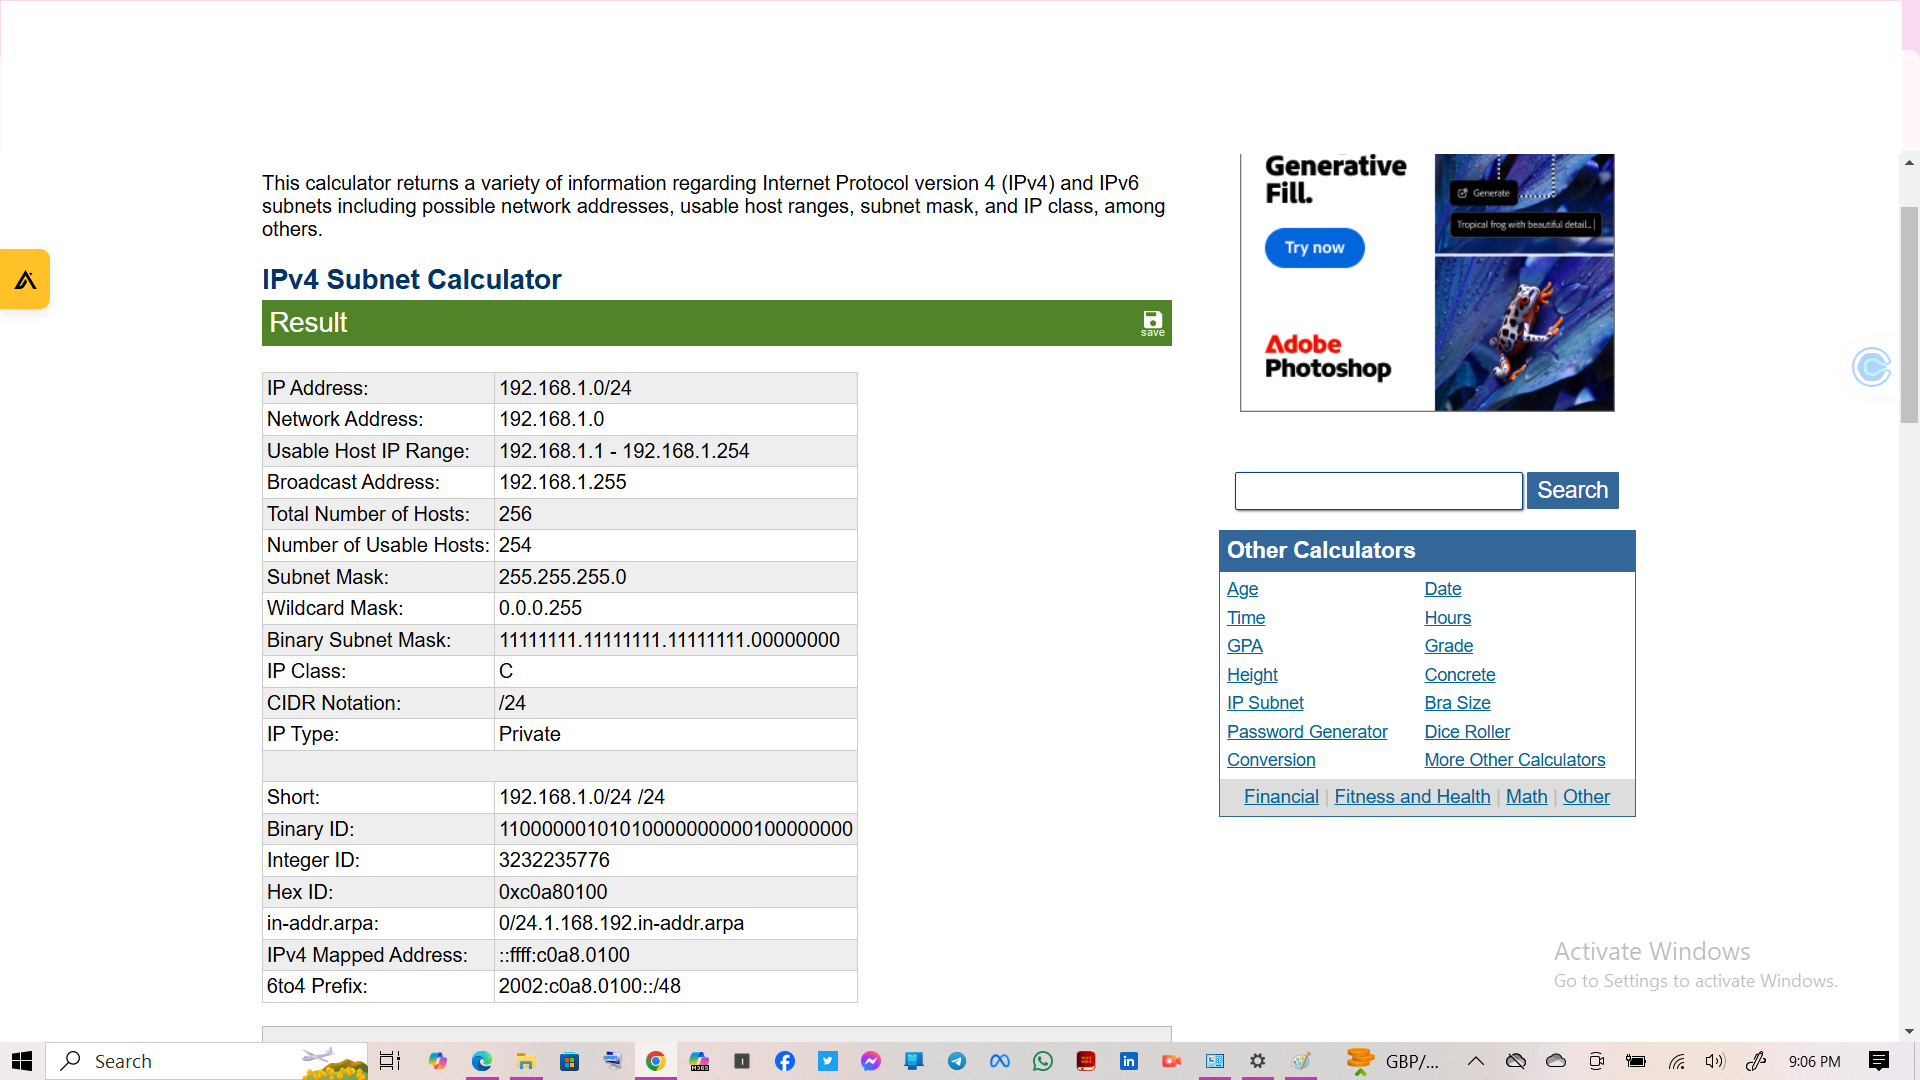 This calculator returns a variety of information regarding Internet Protocol version 4 (IPv4) and IPv6
subnets including possible network addresses, usable host ranges, subnet mask, and IP class, among
others.
IPv4 Subnet Calculator
Result
save
IP Address: 192.168.1.0/24
Network Address: 192.168.1.0
Usable Host IP Range: 192.168.1.1 - 192.168.1.254
Broadcast Address: 192.168.1.255
Total Number of Hosts: 256
Number of Usable Hosts: 254
Subnet Mask: 255.255.255.0
Wildcard Mask: 0.0.0.255
Binary Subnet Mask: 11111111.11111111.11111111.00000000
IP Class: C
CIDR Notation: /24
IP Type: Private
Short: 192.168.1.0/24 /24
Binary ID: 11000000101010000000000100000000
Integer ID: 3232235776
Hex ID: 0xc0a80100
in-addr.arpa: 0/24.1.168.192.in-addr.arpa
IPv4 Mapped Address: ::ffff:c0a8.0100
6to4 Prefix: 2002:c0a8.0100::/48
Generative
Fill.
Try now
Adobe
Photoshop
Generate
Tropical frog with beautiful detail...
Search
Other Calculators
Age Date
Time Hours
GPA Grade
Height Concrete
IP Subnet Bra Size
Password Generator Dice Roller
Conversion More Other Calculators
Financial | Fitness and Health | Math | Other
Activate Windows
Go to Settings to activate Windows.
Search
GBP/...
9:06 PM